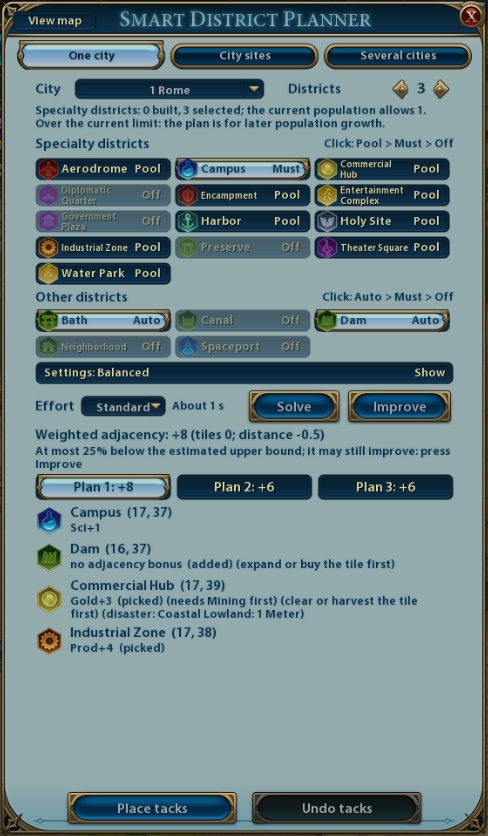 View map
SMART DISTRICT PLANNER
X
One city
City sites
Several cities
City
1 Rome
Districts
3
Specialty districts: 0 built, 3 selected; the current population allows 1.
Over the current limit: the plan is for later population growth.
Specialty districts
Click: Pool > Must > Off
Aerodrome Pool
Campus Must
Commercial
Hub Pool
Diplomatic
Quarter Off
Encampment Pool
Entertainment
Complex Pool
Government
Plaza Off
Harbor Pool
Holy Site Pool
Industrial Zone Pool
Preserve Off
Theater Square Pool
Water Park Pool
Other districts
Click: Auto > Must > Off
Bath Auto
Canal Off
Dam Auto
Neighborhood Off
Spaceport Off
Settings: Balanced
Show
Effort
Standard
About 1 s
Solve
Improve
Weighted adjacency: +8 (tiles 0; distance -0.5)
At most 25% below the estimated upper bound; it may still improve: press
Improve
Plan 1: +8
Plan 2: +6
Plan 3: +6
Campus (17, 37)
Sci+1
Dam (16, 37)
no adjacency bonus (added) (expand or buy the tile first)
Commercial Hub (17, 39)
Gold+3 (picked) (needs Mining first) (clear or harvest the tile
first) (disaster: Coastal Lowland: 1 Meter)
Industrial Zone (17, 38)
Prod+4 (picked)
Place tacks
Undo tacks